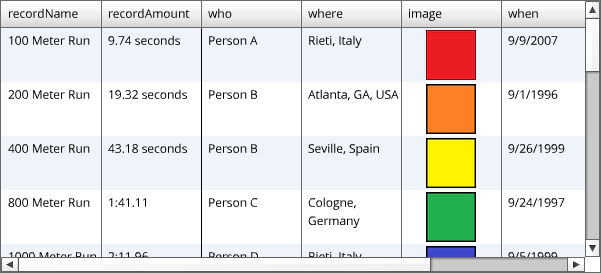 recordName recordAmount who where image when
100 Meter Run 9.74 seconds Person A Rieti, Italy 9/9/2007
200 Meter Run 19.32 seconds Person B Atlanta, GA, USA 9/1/1996
400 Meter Run 43.18 seconds Person B Seville, Spain 9/26/1999
800 Meter Run 1:41.11 Person C Cologne, 9/24/1997
Germany
1000 Meter Run 2:11.96 Person D Rieti, Italy 9/5/1999